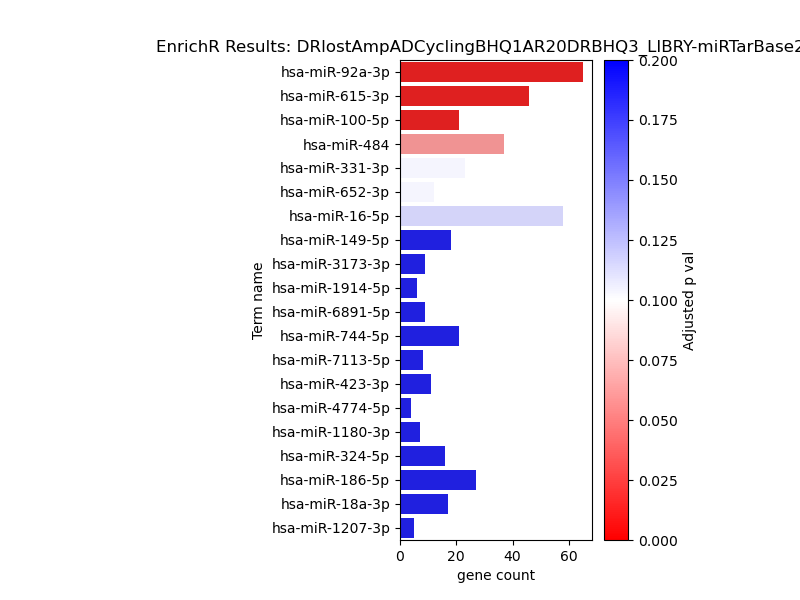 EnrichR Results: DRlostAmpADCyclingBHQ1AR20DRBHQ3_LIBRY-miRTarBase2
hsa-miR-92a-3p
hsa-miR-615-3p
hsa-miR-100-5p
hsa-miR-484
hsa-miR-331-3p
hsa-miR-652-3p
hsa-miR-16-5p
hsa-miR-149-5p
hsa-miR-3173-3p
hsa-miR-1914-5p
hsa-miR-6891-5p
hsa-miR-744-5p
hsa-miR-7113-5p
hsa-miR-423-3p
hsa-miR-4774-5p
hsa-miR-1180-3p
hsa-miR-324-5p
hsa-miR-186-5p
hsa-miR-18a-3p
hsa-miR-1207-3p
Term name
0 20 40 60
gene count
0.200
0.175
0.150
0.125
0.100
0.075
0.050
0.025
0.000
Adjusted p val